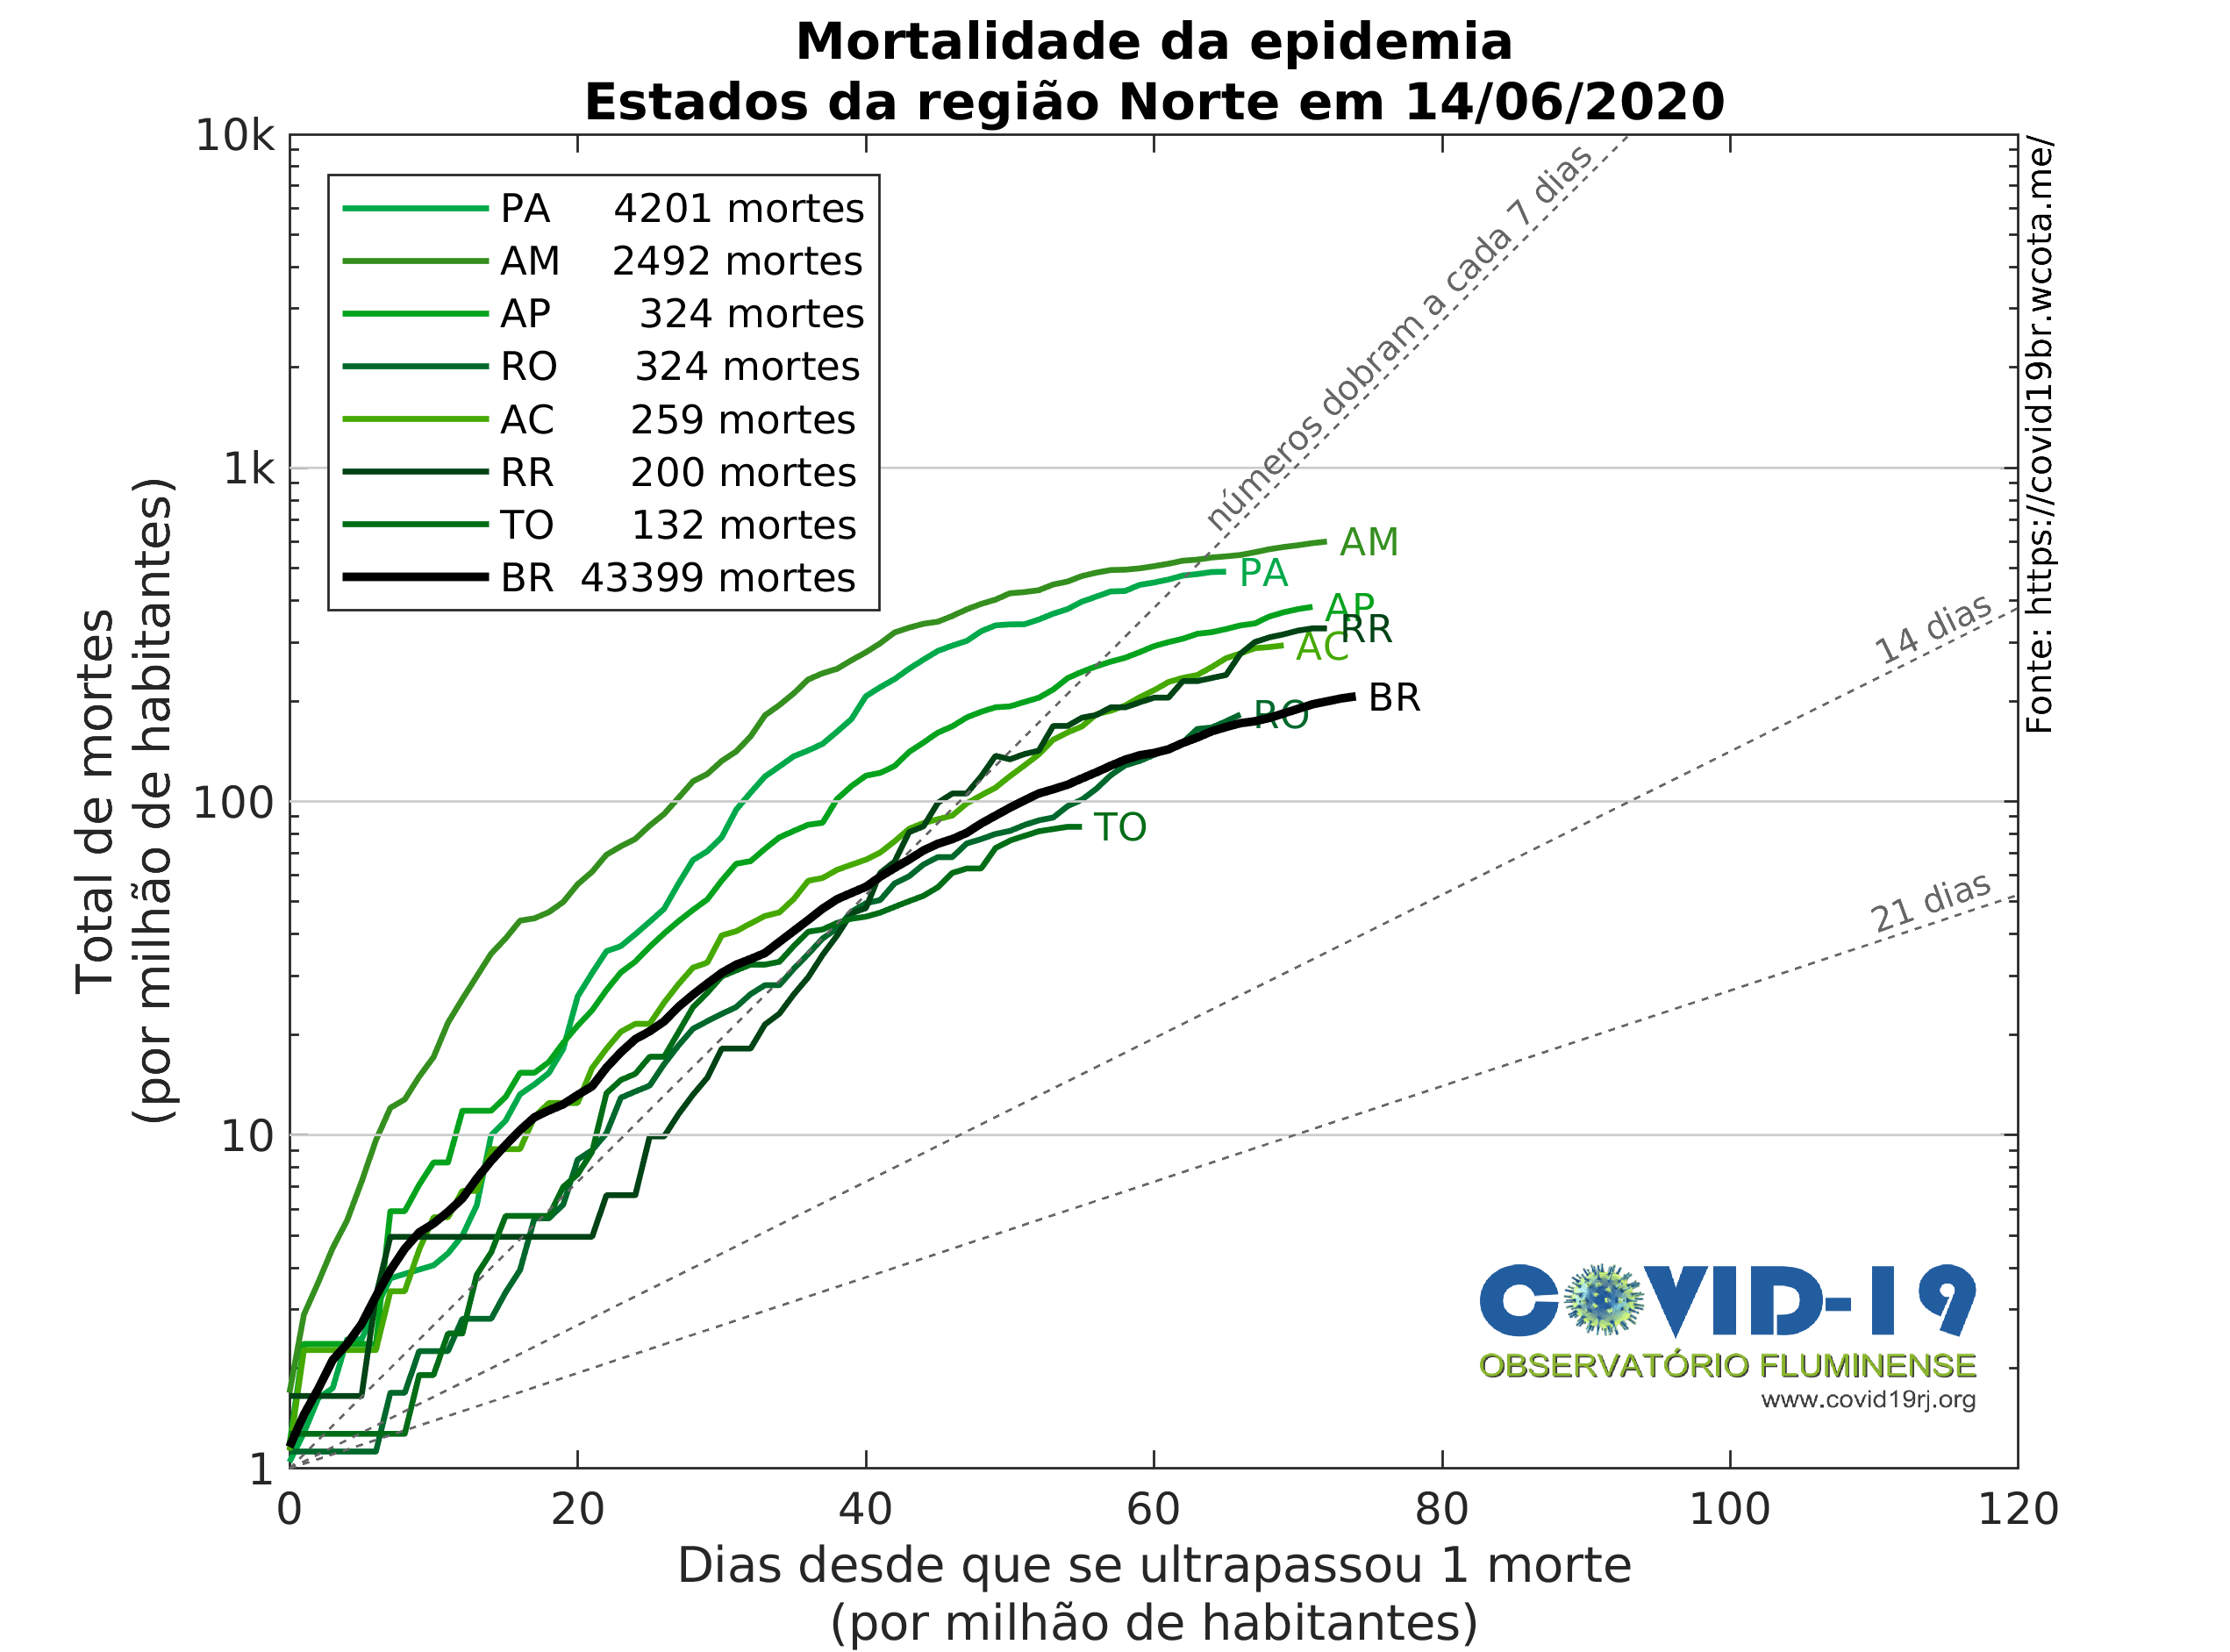 Mortalidade da epidemia
Estados da região Norte em 14/06/2020
Total de mortes
(por milhão de habitantes)
10k
1k
100
10
1
PA 4201 mortes
AM 2492 mortes
AP 324 mortes
RO 324 mortes
AC 259 mortes
RR 200 mortes
TO 132 mortes
BR 43399 mortes
números dobram a cada 7 dias
14 dias
21 dias
AM
PA
AP
RR
AC
BR
RO
TO
Fonte: https://covid19br.wcota.me/
COVID-19
OBSERVATÓRIO FLUMINENSE
www.covid19rj.org
0 20 40 60 80 100 120
Dias desde que se ultrapassou 1 morte
(por milhão de habitantes)